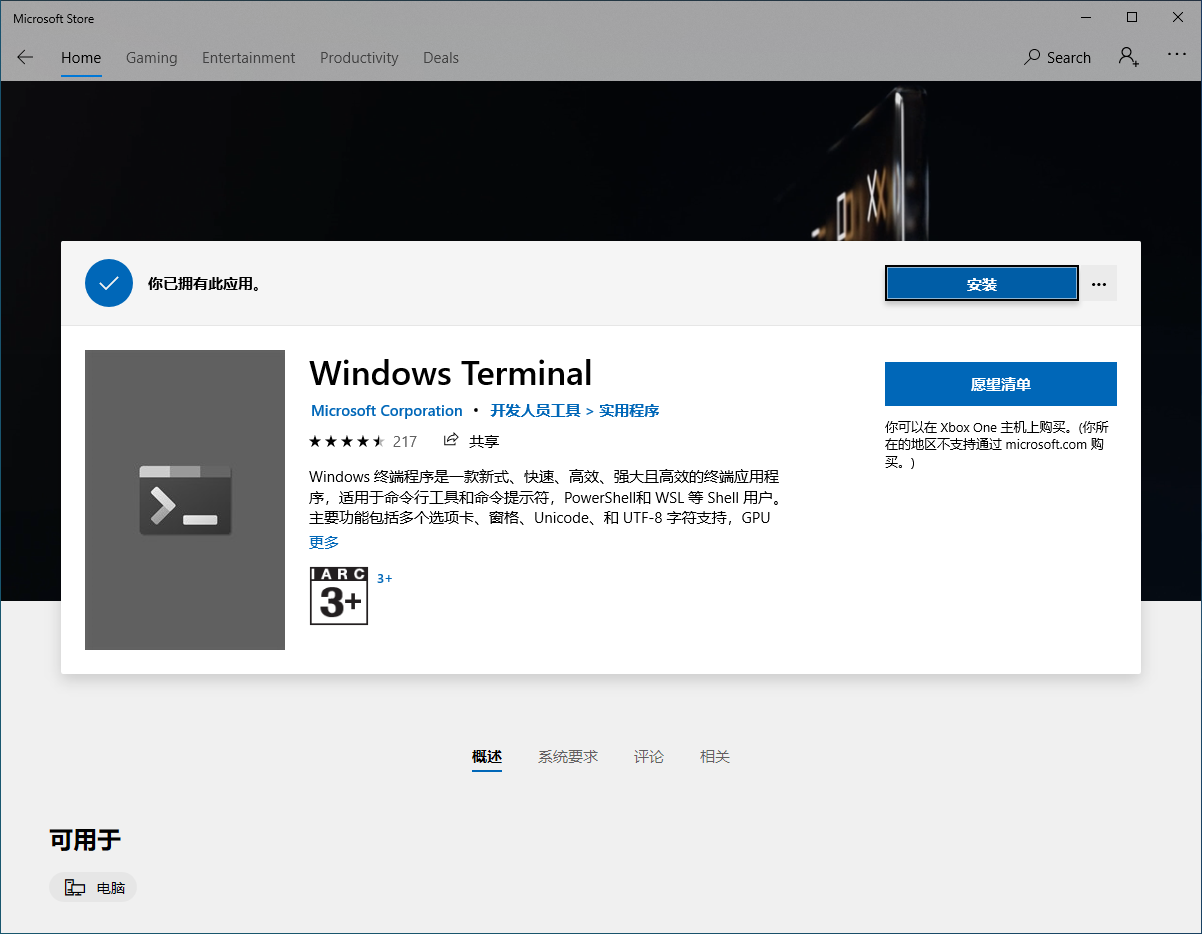 Microsoft Store
Home Gaming Entertainment Productivity Deals Search
你已拥有此应用。
安装
Windows Terminal
Microsoft Corporation • 开发人员工具 > 实用程序
217 共享
Windows 终端程序是一款新式、快速、高效、强大且高效的终端应用程
序，适用于命令行工具和命令提示符，PowerShell和 WSL 等 Shell 用户。
主要功能包括多个选项卡、窗格、Unicode、和 UTF-8 字符支持，GPU
更多
IARC
3+
3+
愿望清单
你可以在 Xbox One 主机上购买。(你所
在的地区不支持通过 microsoft.com 购
买。)
概述 系统要求 评论 相关
可用于
电脑